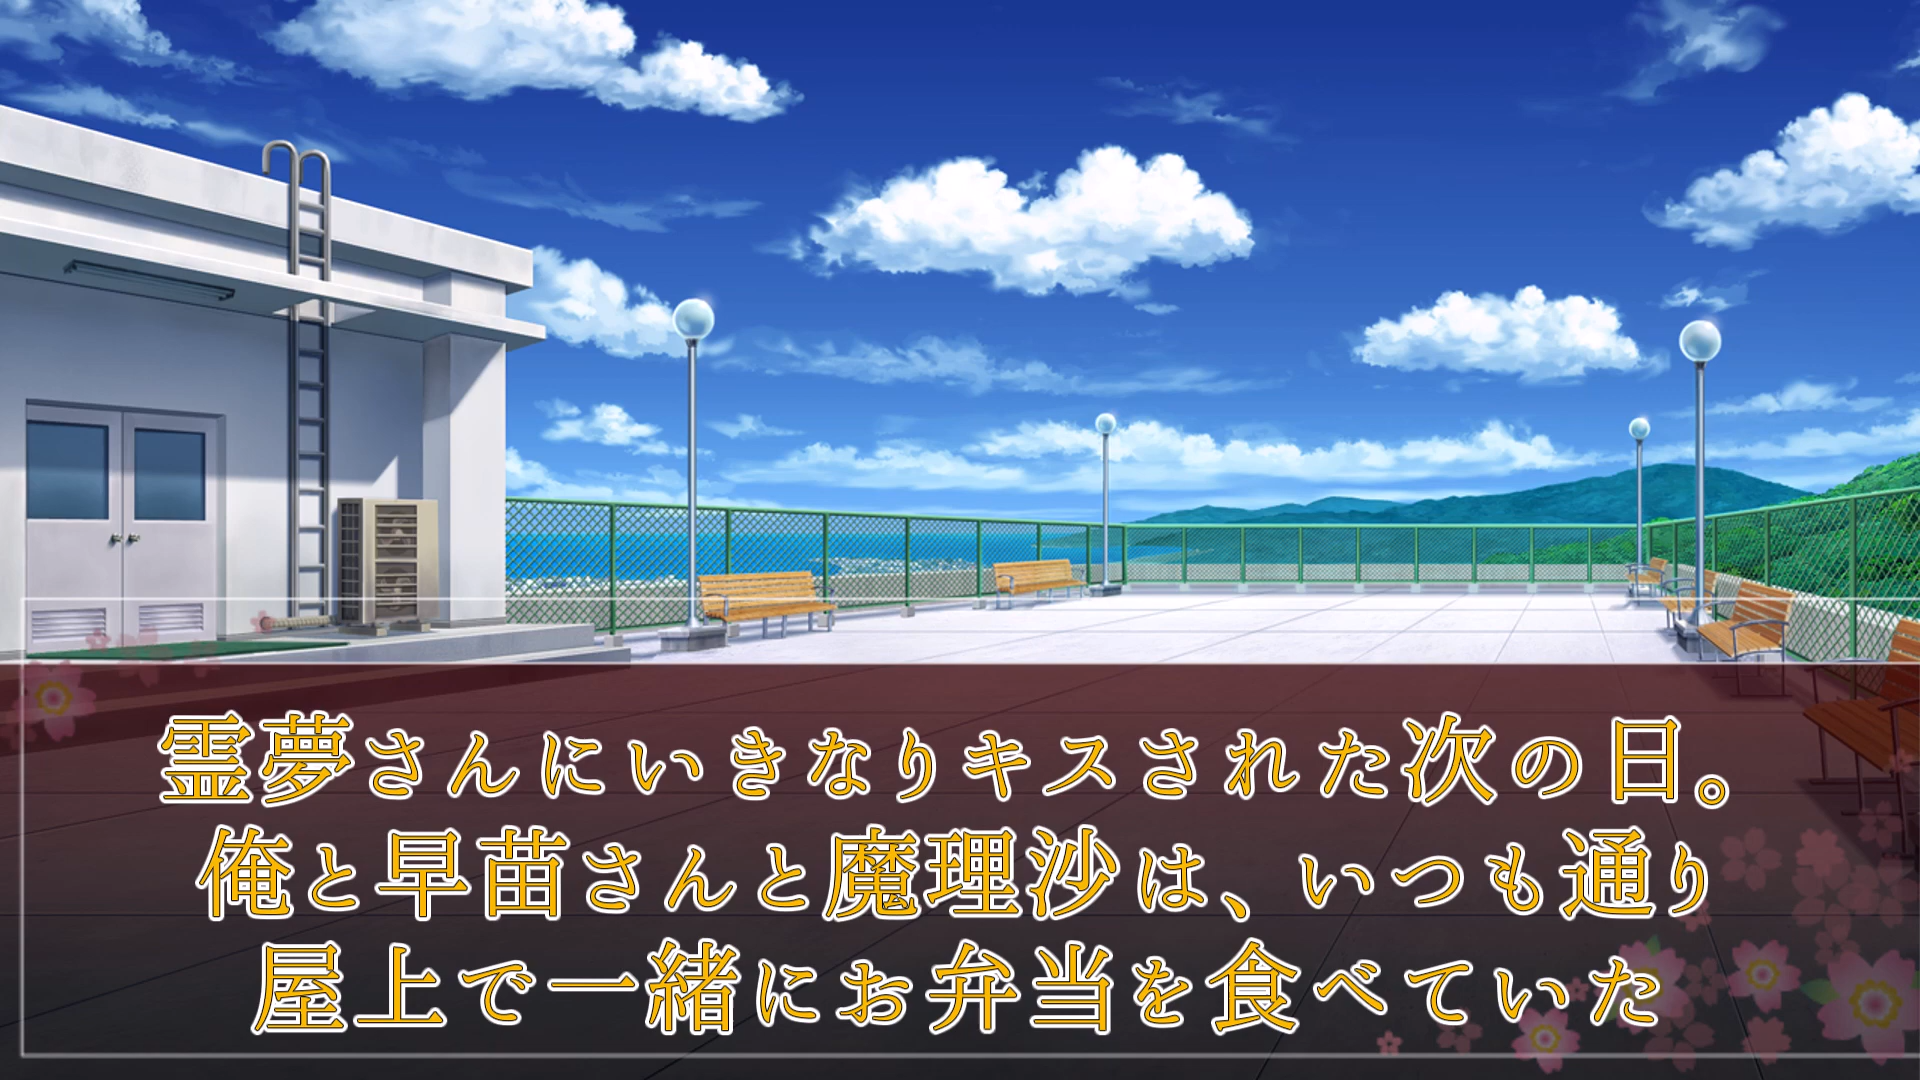 霊夢さんにいきなりキスされた次の日。
俺と早苗さんと魔理沙は、いつも通り
屋上で一緒にお弁当を食べていた